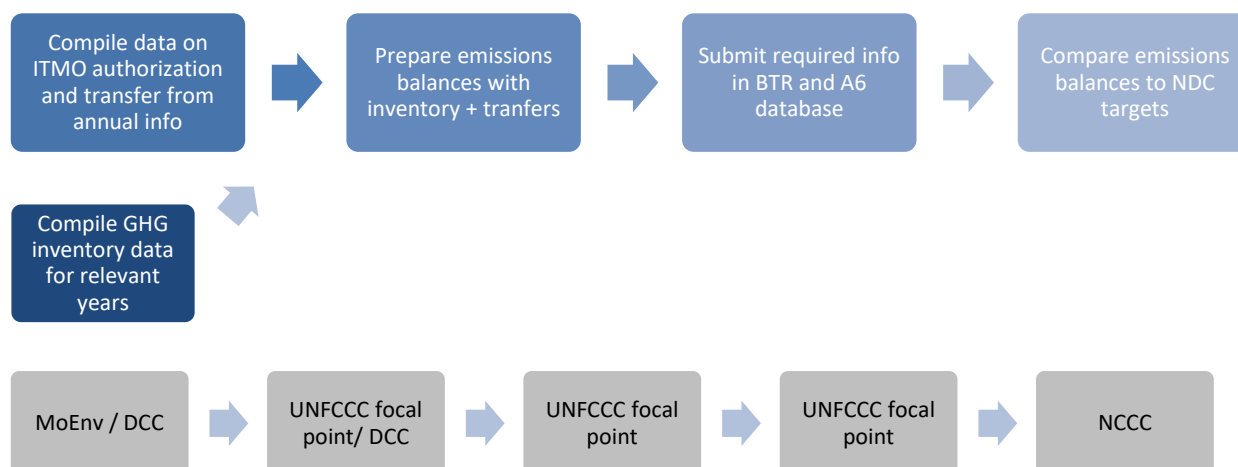 Compile data on
ITMO authorization
and transfer from
annual info
Prepare emissions
balances with
inventory + tranfers
Submit required info
in BTR and A6
database
Compare emissions
balances to NDC
targets
Compile GHG
inventory data
for relevant
years
MoEnv / DCC
UNFCCC focal
point/ DCC
UNFCCC focal
point
UNFCCC focal
point
NCCC